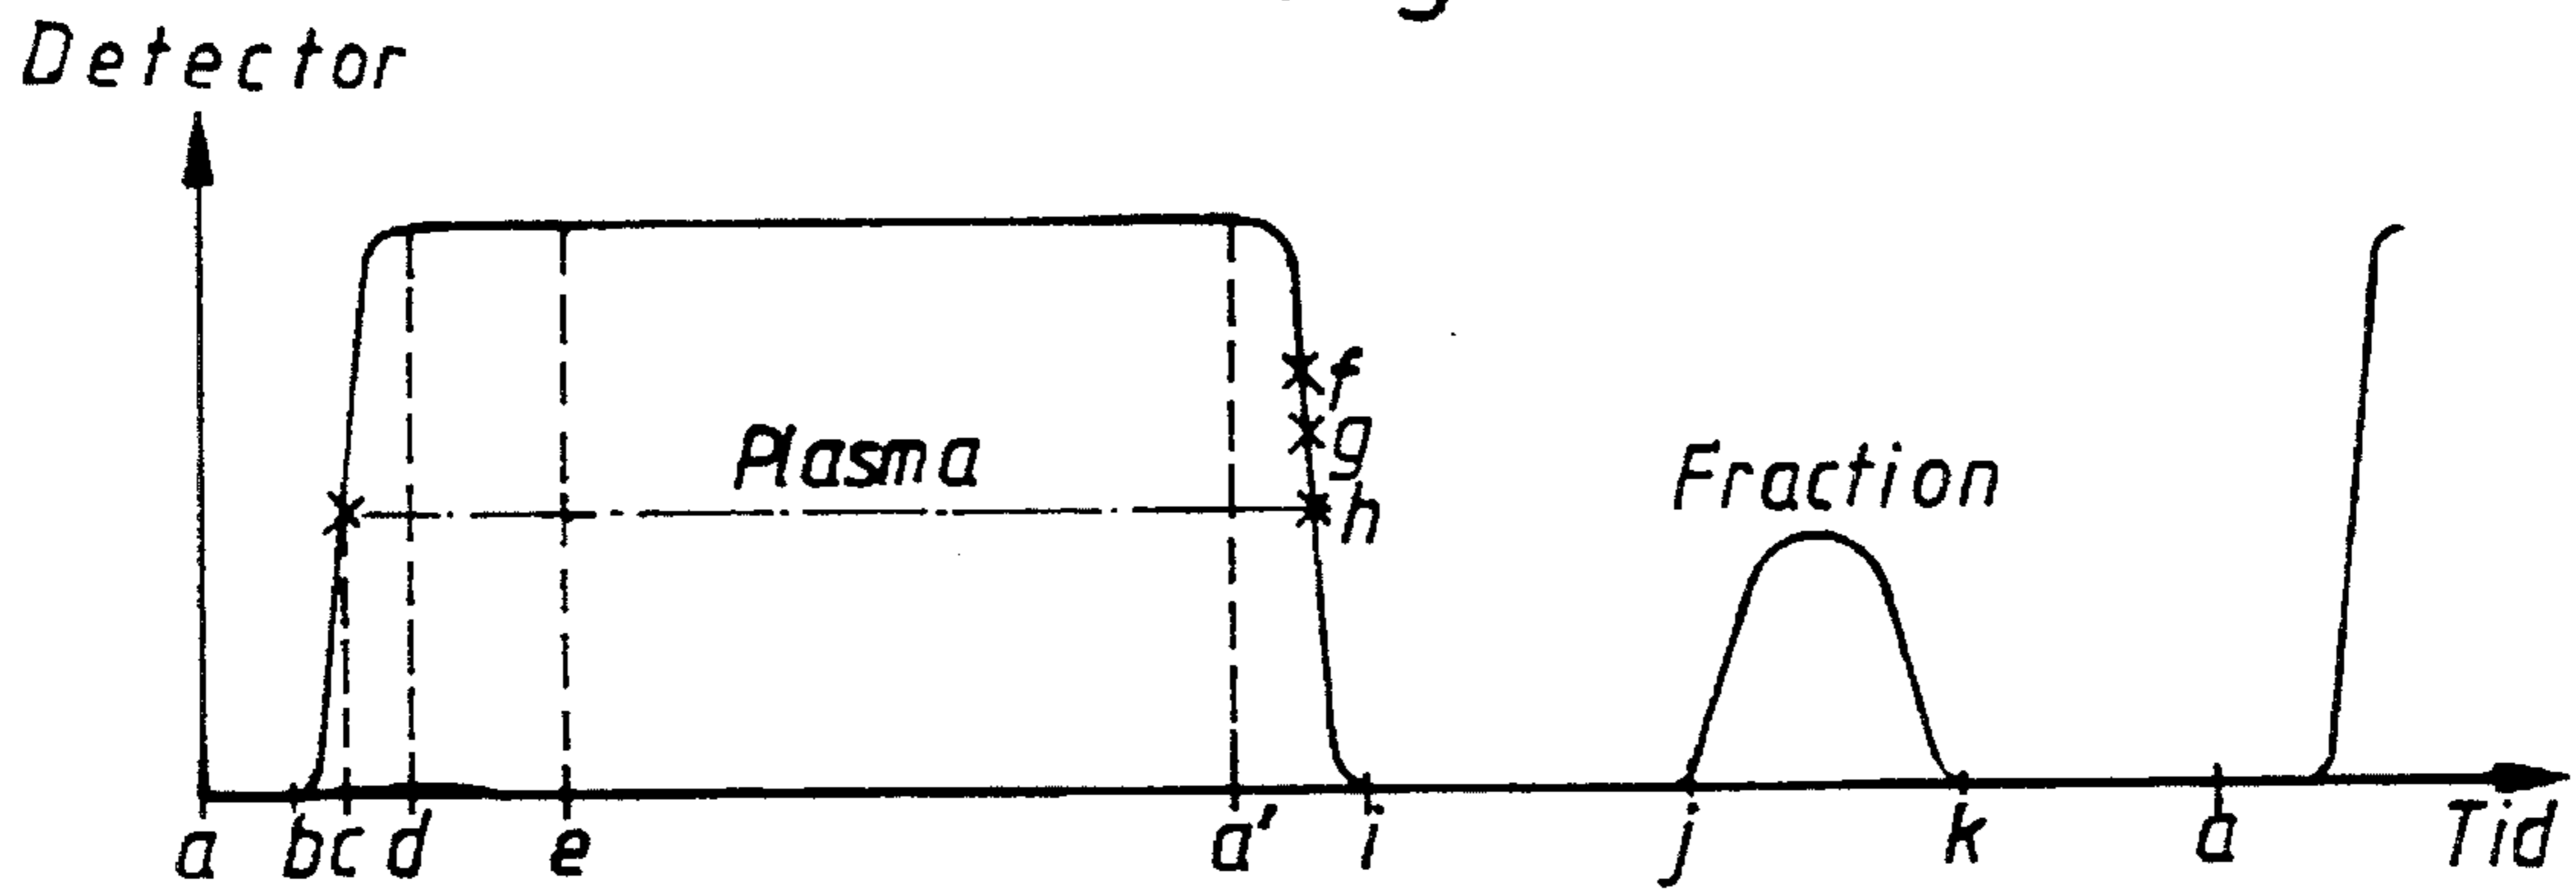 Detector
Plasma
f
g
h
Fraction
a b c d e a' i j k a Tid